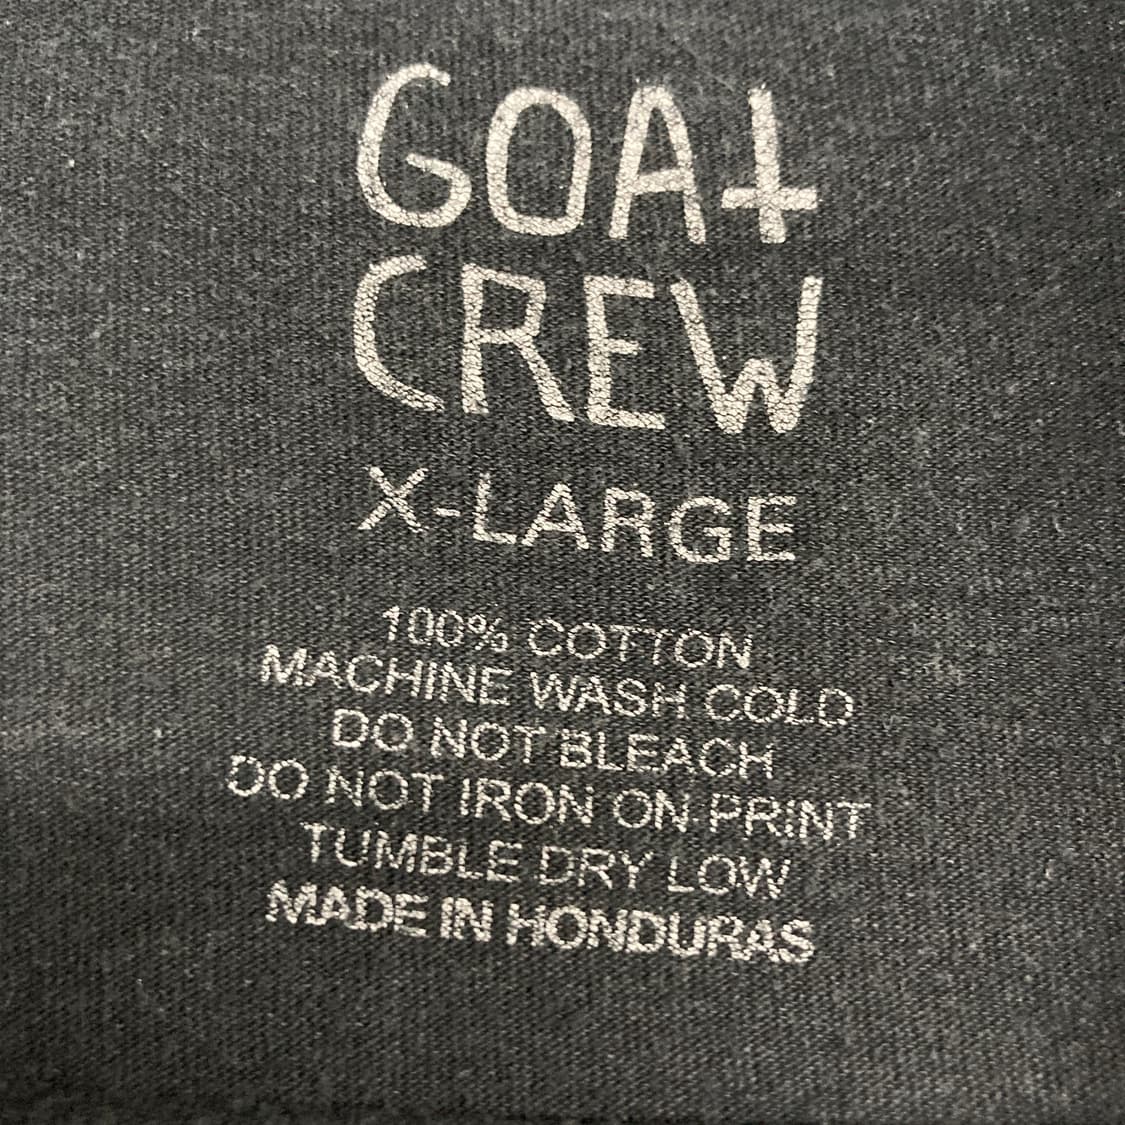 GOAT
CREW
X-LARGE
100% COTTON
MACHINE WASH COLD
DO NOT BLEACH
DO NOT IRON ON PRINT
TUMBLE DRY LOW
MADE IN HONDURAS